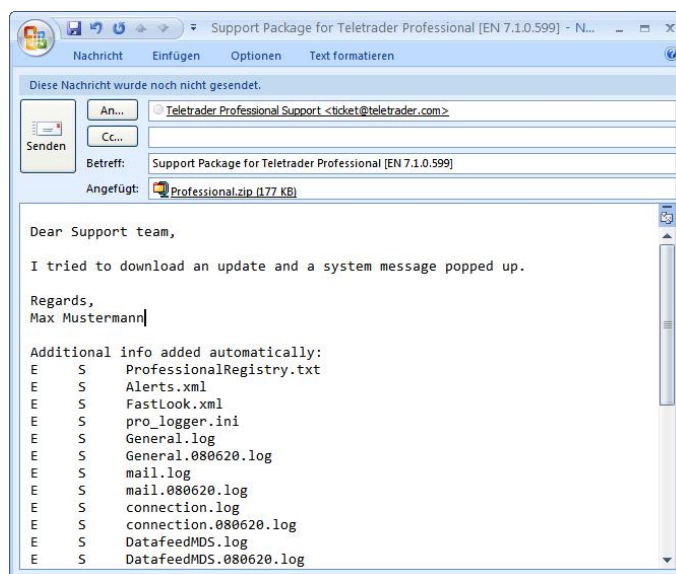 Support Package for Teletrader Professional [EN 7.1.0.599] - N...
Nachricht Einfügen Optionen Text formatieren
Diese Nachricht wurde noch nicht gesendet.
Senden
An... Teletrader Professional Support <ticket@teletrader.com>
Cc...
Betreff: Support Package for Teletrader Professional [EN 7.1.0.599]
Angefügt: Professional.zip (177 KB)
Dear Support team,
I tried to download an update and a system message popped up.
Regards,
Max Mustermann
Additional info added automatically:
E S ProfessionalRegistry.txt
E S Alerts.xml
E S FastLook.xml
E S pro_logger.ini
E S General.log
E S General.080620.log
E S mail.log
E S mail.080620.log
E S connection.log
E S connection.080620.log
E S DatafeedMDS.log
E S DatafeedMDS.080620.log